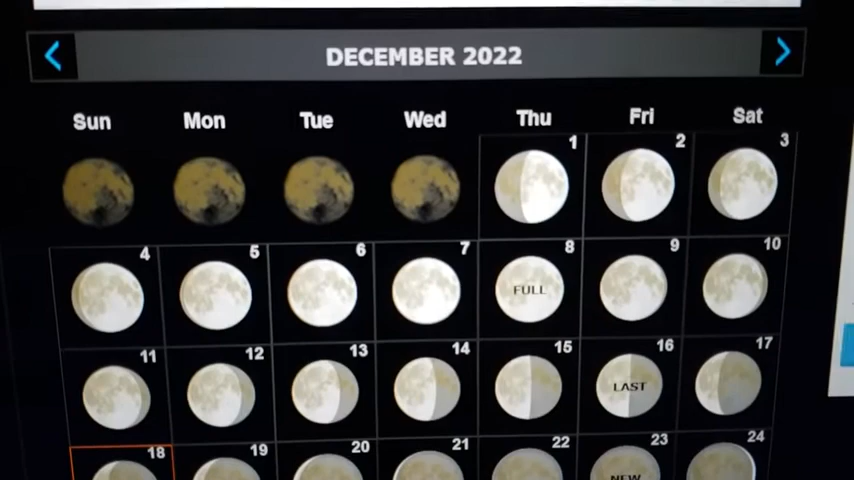 DECEMBER 2022
Sun Mon Tue Wed Thu Fri Sat
1 2 3
4 5 6 7 8 9 10
FULL
11 12 13 14 15 16 17
LAST
18 19 20 21 22 23 24
NEW